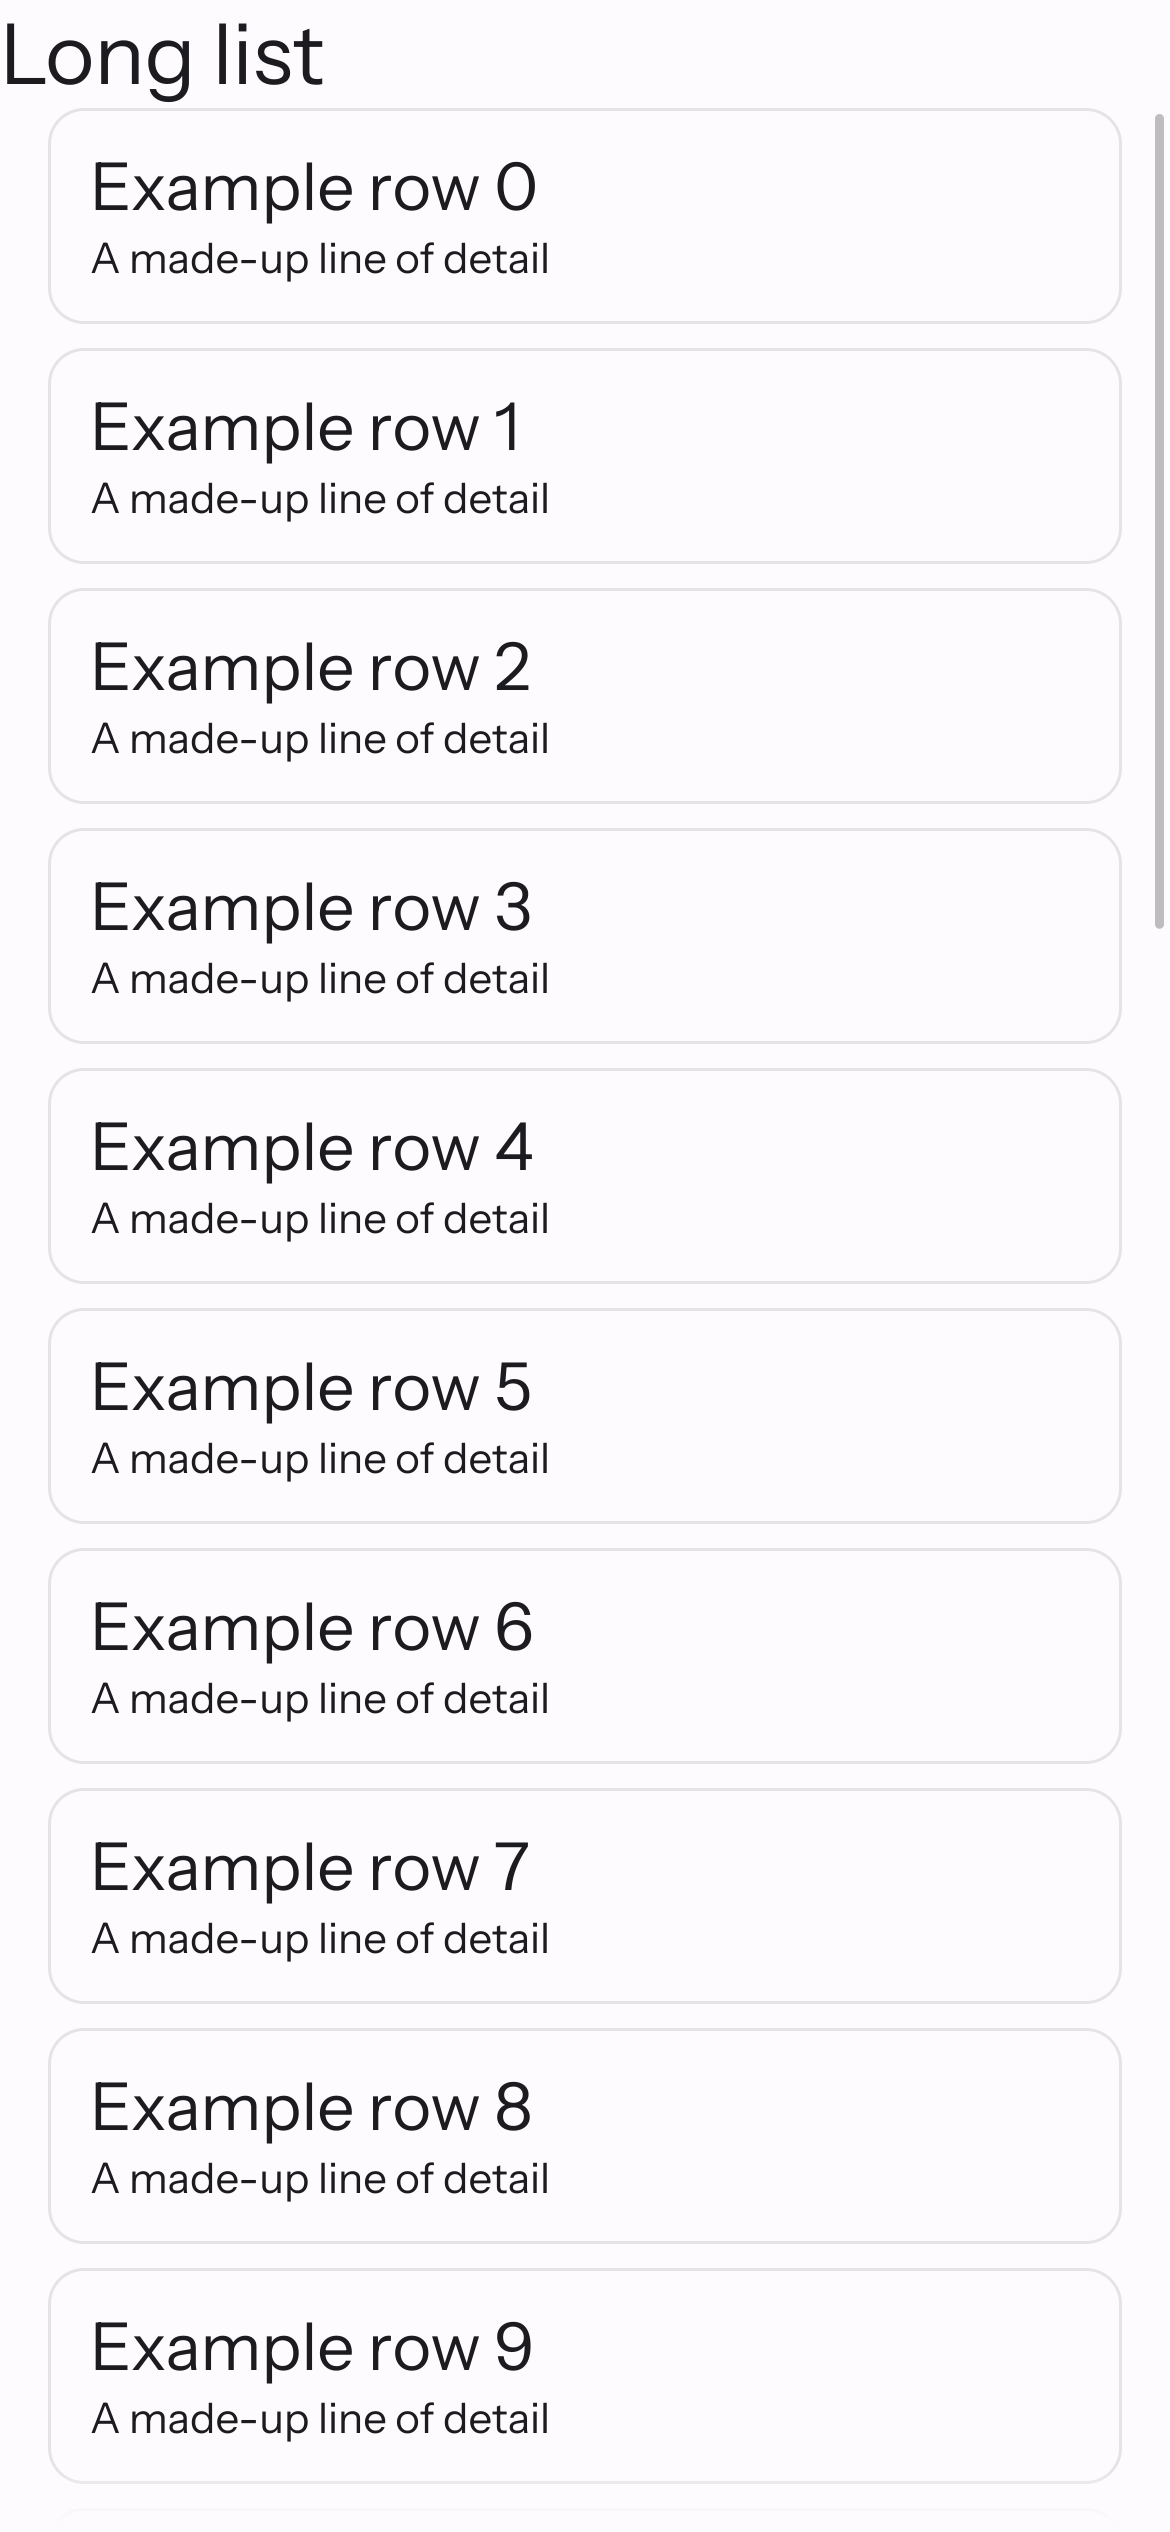 Long list
Example row 0
A made-up line of detail
Example row 1
A made-up line of detail
Example row 2
A made-up line of detail
Example row 3
A made-up line of detail
Example row 4
A made-up line of detail
Example row 5
A made-up line of detail
Example row 6
A made-up line of detail
Example row 7
A made-up line of detail
Example row 8
A made-up line of detail
Example row 9
A made-up line of detail